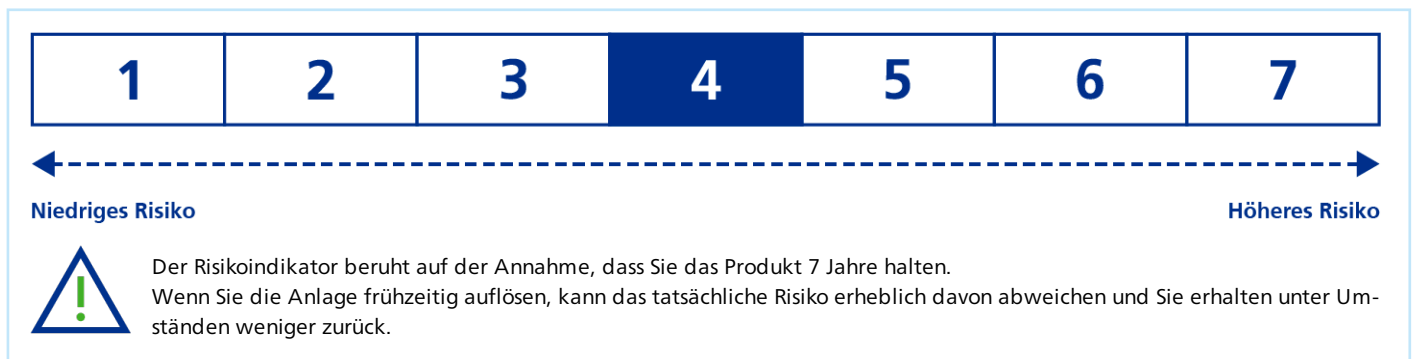 1 2 3 4 5 6 7
Niedriges Risiko Höheres Risiko
Der Risikoindikator beruht auf der Annahme, dass Sie das Produkt 7 Jahre halten.
Wenn Sie die Anlage frühzeitig auflösen, kann das tatsächliche Risiko erheblich davon abweichen und Sie erhalten unter Um-
ständen weniger zurück.